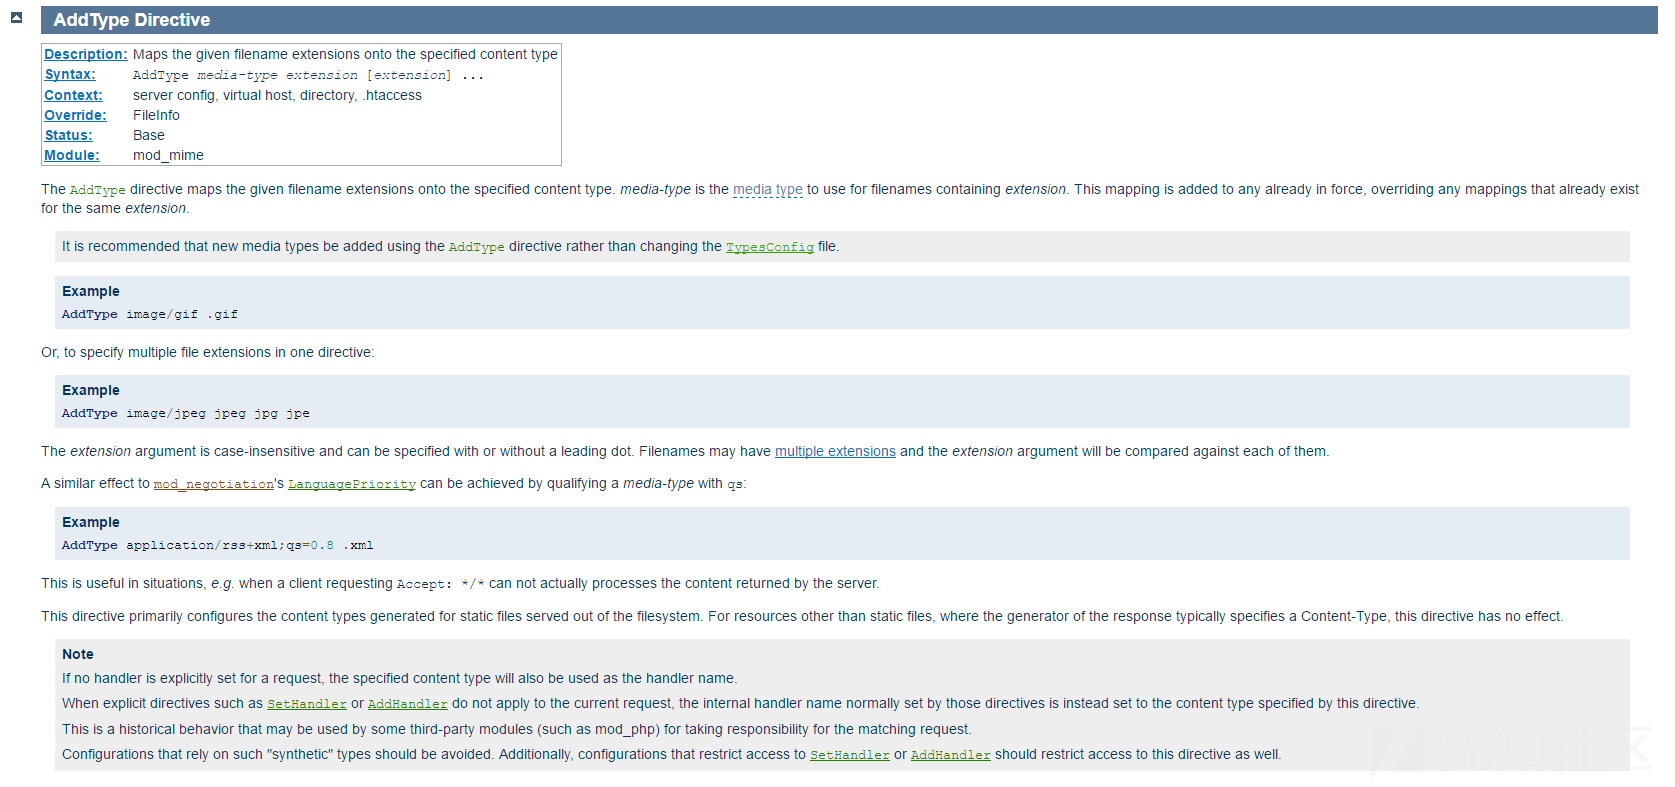 AddType Directive
Description: Maps the given filename extensions onto the specified content type
Syntax: AddType media-type extension [extension] ...
Context: server config, virtual host, directory, .htaccess
Override: FileInfo
Status: Base
Module: mod_mime
The AddType directive maps the given filename extensions onto the specified content type. media-type is the media type to use for filenames containing extension. This mapping is added to any already in force, overriding any mappings that already exist
for the same extension.
It is recommended that new media types be added using the AddType directive rather than changing the TypesConfig file.
Example
AddType image/gif .gif
Or, to specify multiple file extensions in one directive:
Example
AddType image/jpeg jpeg jpg jpe
The extension argument is case-insensitive and can be specified with or without a leading dot. Filenames may have multiple extensions and the extension argument will be compared against each of them.
A similar effect to mod_negotiation's LanguagePriority can be achieved by qualifying a media-type with qs:
Example
AddType application/rss+xml;qs=0.8 .xml
This is useful in situations, e.g. when a client requesting Accept: */* can not actually processes the content returned by the server.
This directive primarily configures the content types generated for static files served out of the filesystem. For resources other than static files, where the generator of the response typically specifies a Content-Type, this directive has no effect.
Note
If no handler is explicitly set for a request, the specified content type will also be used as the handler name.
When explicit directives such as SetHandler or AddHandler do not apply to the current request, the internal handler name normally set by those directives is instead set to the content type specified by this directive.
This is a historical behavior that may be used by some third-party modules (such as mod_php) for taking responsibility for the matching request.
Configurations that rely on such "synthetic" types should be avoided. Additionally, configurations that restrict access to SetHandler or AddHandler should restrict access to this directive as well.
先知社区